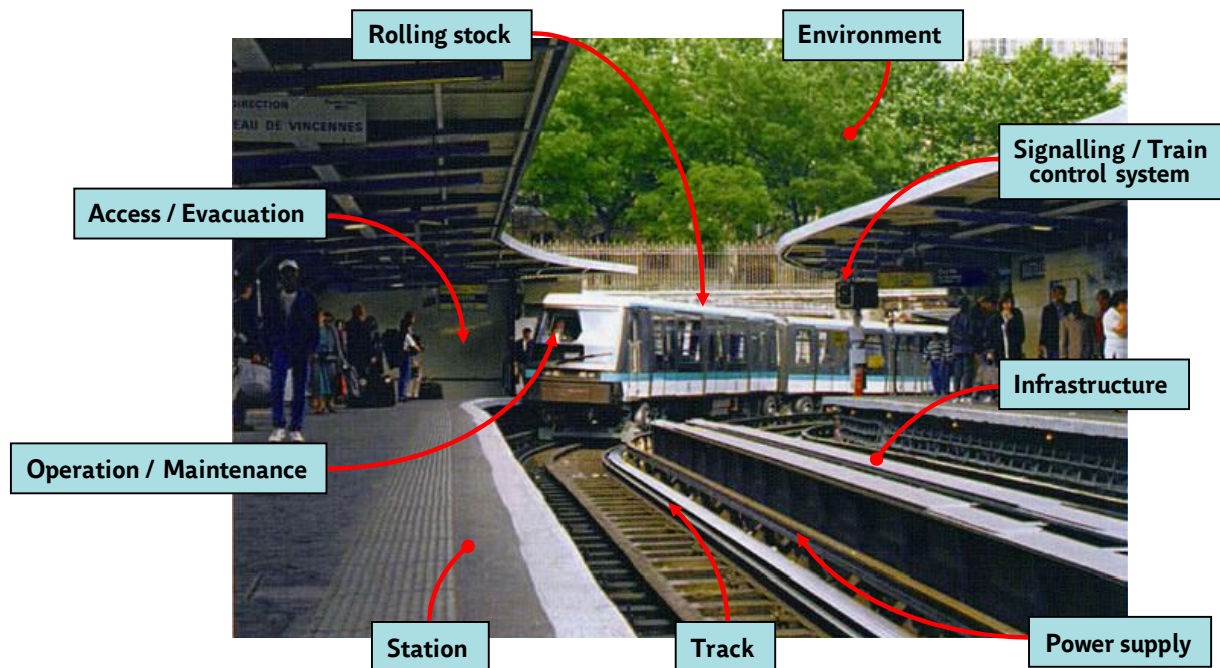 Rolling stock
Environment
DIRECTION
EAU DE VINCENNES
Signalling / Train
control system
Access / Evacuation
Infrastructure
Operation / Maintenance
Station
Track
Power supply